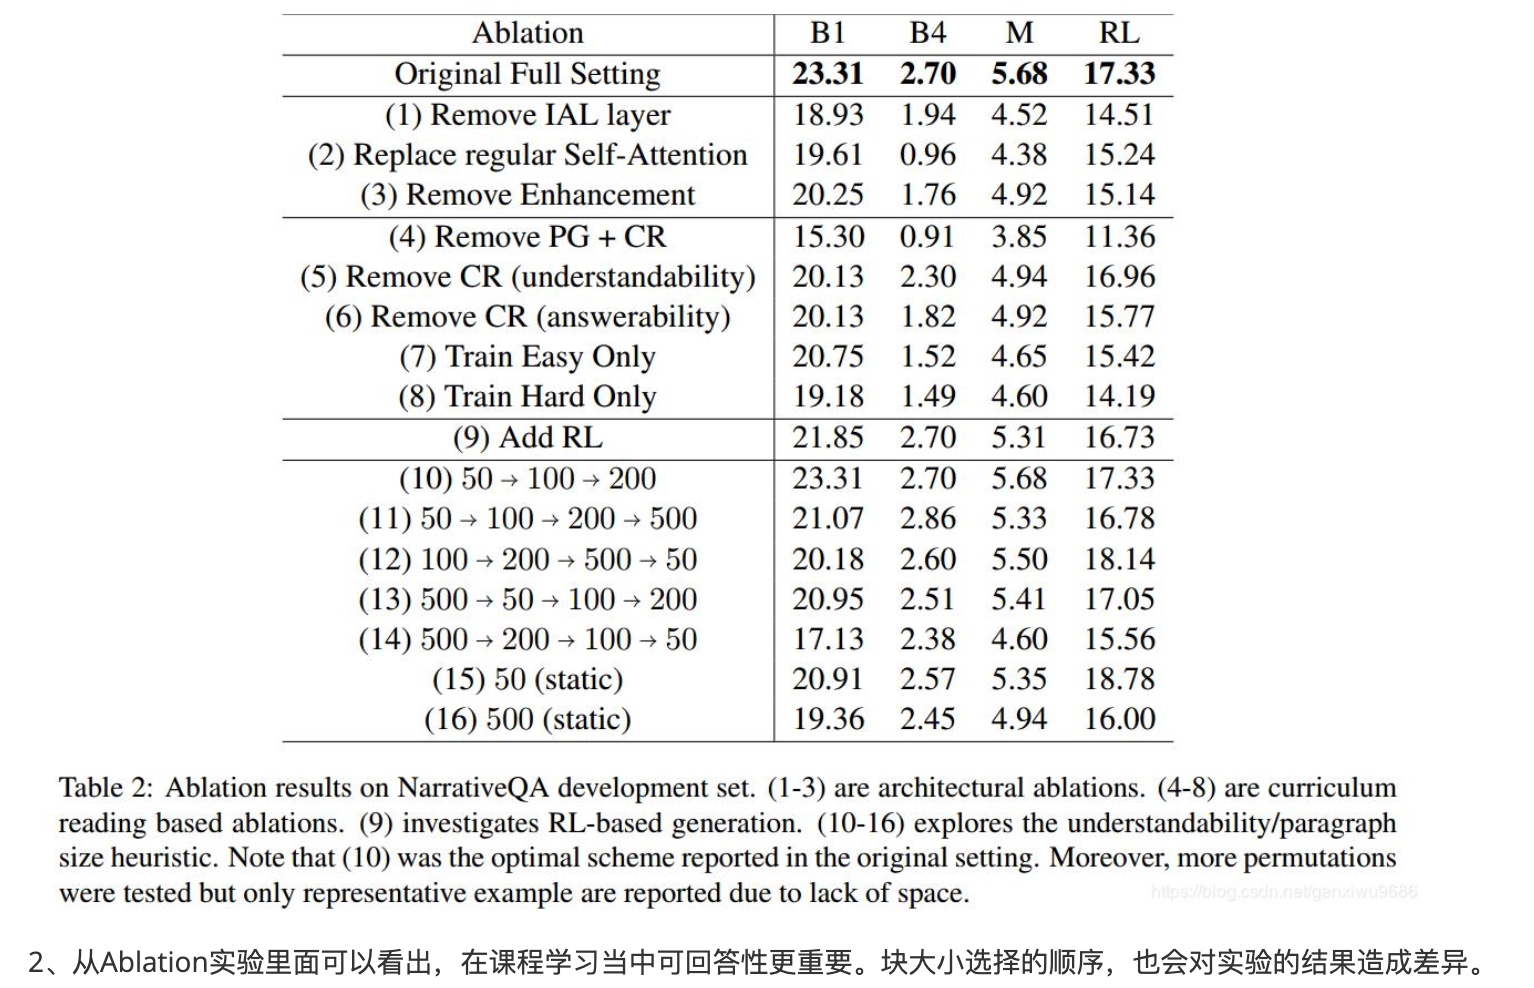 Ablation B1 B4 M RL
Original Full Setting 23.31 2.70 5.68 17.33
(1) Remove IAL layer 18.93 1.94 4.52 14.51
(2) Replace regular Self-Attention 19.61 0.96 4.38 15.24
(3) Remove Enhancement 20.25 1.76 4.92 15.14
(4) Remove PG + CR 15.30 0.91 3.85 11.36
(5) Remove CR (understandability) 20.13 2.30 4.94 16.96
(6) Remove CR (answerability) 20.13 1.82 4.92 15.77
(7) Train Easy Only 20.75 1.52 4.65 15.42
(8) Train Hard Only 19.18 1.49 4.60 14.19
(9) Add RL 21.85 2.70 5.31 16.73
(10) 50 → 100 → 200 23.31 2.70 5.68 17.33
(11) 50 → 100 → 200 → 500 21.07 2.86 5.33 16.78
(12) 100 → 200 → 500 → 50 20.18 2.60 5.50 18.14
(13) 500 → 50 → 100 → 200 20.95 2.51 5.41 17.05
(14) 500 → 200 → 100 → 50 17.13 2.38 4.60 15.56
(15) 50 (static) 20.91 2.57 5.35 18.78
(16) 500 (static) 19.36 2.45 4.94 16.00
Table 2: Ablation results on NarrativeQA development set. (1-3) are architectural ablations. (4-8) are curriculum
reading based ablations. (9) investigates RL-based generation. (10-16) explores the understandability/paragraph
size heuristic. Note that (10) was the optimal scheme reported in the original setting. Moreover, more permutations
were tested but only representative example are reported due to lack of space.
https://blog.csdn.net/ganxiwu9686
2、从Ablation实验里面可以看出，在课程学习当中可回答性更重要。块大小选择的顺序，也会对实验的结果造成差异。